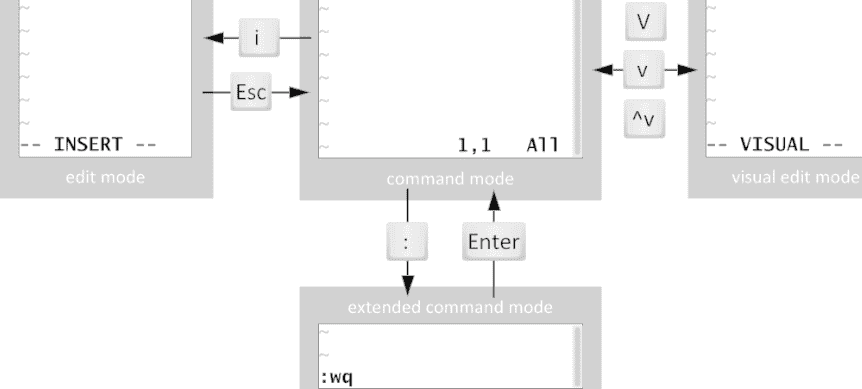 V
i
v
Esc
^v
-- INSERT --
1,1 All
-- VISUAL --
edit mode
command mode
visual edit mode
:
Enter
extended command mode
:wq